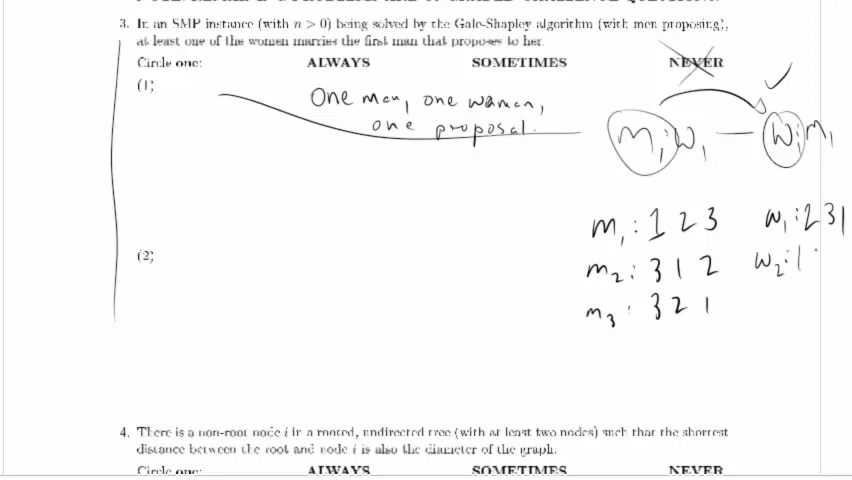 3. In an SMP instance (with n > 0) being solved by the Gale-Shapley algorithm (with men proposing),
at least one of the women marries the first man that proposes to her.
Circle one: ALWAYS SOMETIMES NEVER
(1)
One man, one woman,
one proposal.
m₁: w₁ — w₁: m₁
m₁: 1 2 3 w₁: 2 3 1
m₂: 3 1 2 w₂: 1
(2)
m₃: 3 2 1
4. There is a non-root node i in a rooted, undirected tree (with at least two nodes) such that the shortest
distance between the root and node i is also the diameter of the graph.
Circle one: ALWAYS SOMETIMES NEVER